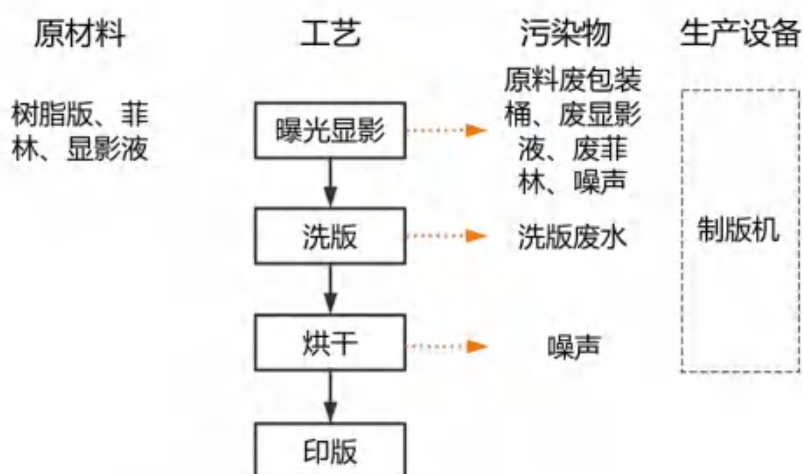 原材料 工艺 污染物 生产设备
树脂版、菲
林、显影液
曝光显影
原料废包装
桶、废显影
液、废菲
林、噪声
洗版
洗版废水
制版机
烘干
噪声
印版